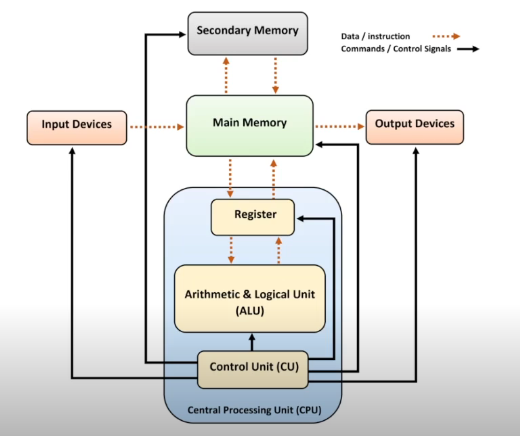 Secondary Memory
Data / instruction
Commands / Control Signals
Input Devices
Main Memory
Output Devices
Register
Arithmetic & Logical Unit
(ALU)
Control Unit (CU)
Central Processing Unit (CPU)